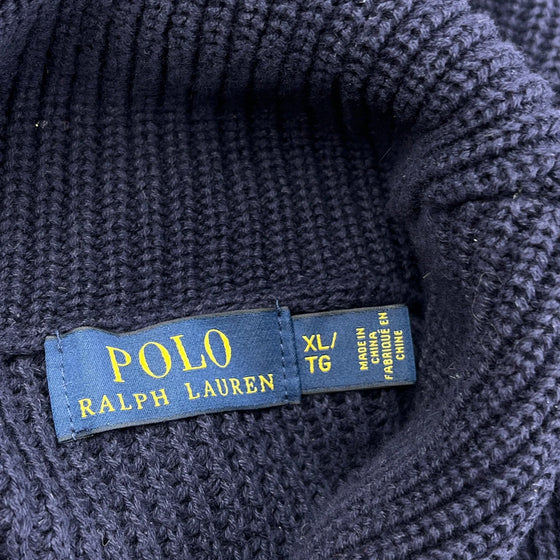 POLO
RALPH LAUREN
XL/
TG
MADE IN
CHINA
FABRIQUÉ EN
CHINE